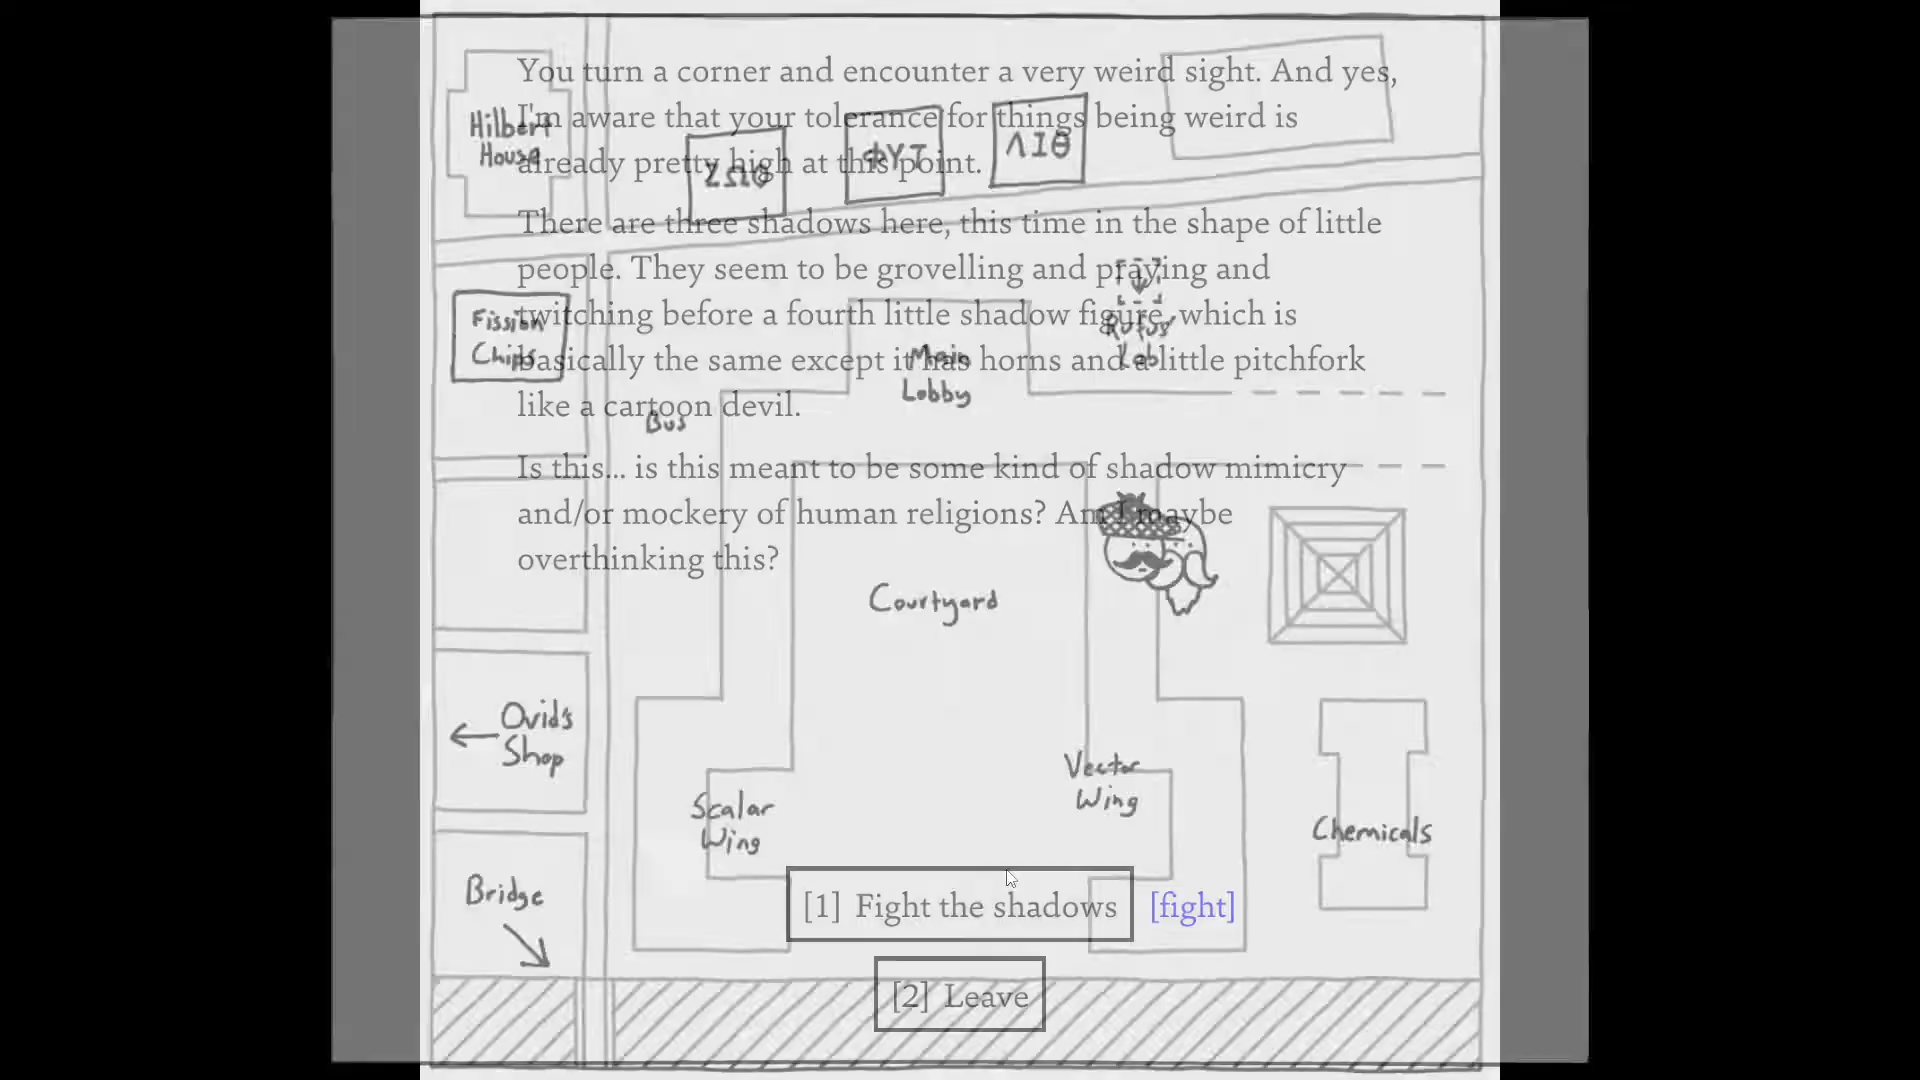 You turn a corner and encounter a very weird sight. And yes,
I'm aware that your tolerance for things being weird is
already pretty high at this point.
There are three shadows here, this time in the shape of little
people. They seem to be grovelling and praying and
twitching before a fourth little shadow figure, which is
basically the same except it has horns and a little pitchfork
like a cartoon devil.
Is this... is this meant to be some kind of shadow mimicry
and/or mockery of human religions? Am I maybe
overthinking this?
[1] Fight the shadows [fight]
[2] Leave
Hilbert
House
ΦΥΤ
ΛΙΘ
Fission
Chips
Bus
Main
Lobby
Rufus'
Lab
Courtyard
Ovid's
Shop
Scalar
Wing
Vector
Wing
Chemicals
Bridge